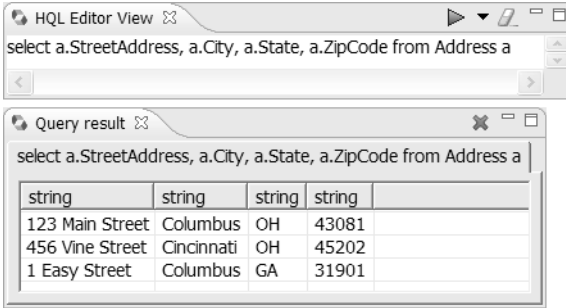 HQL Editor View
select a.StreetAddress, a.City, a.State, a.ZipCode from Address a
Query result
select a.StreetAddress, a.City, a.State, a.ZipCode from Address a
string string string string
123 Main Street Columbus OH 43081
456 Vine Street Cincinnati OH 45202
1 Easy Street Columbus GA 31901